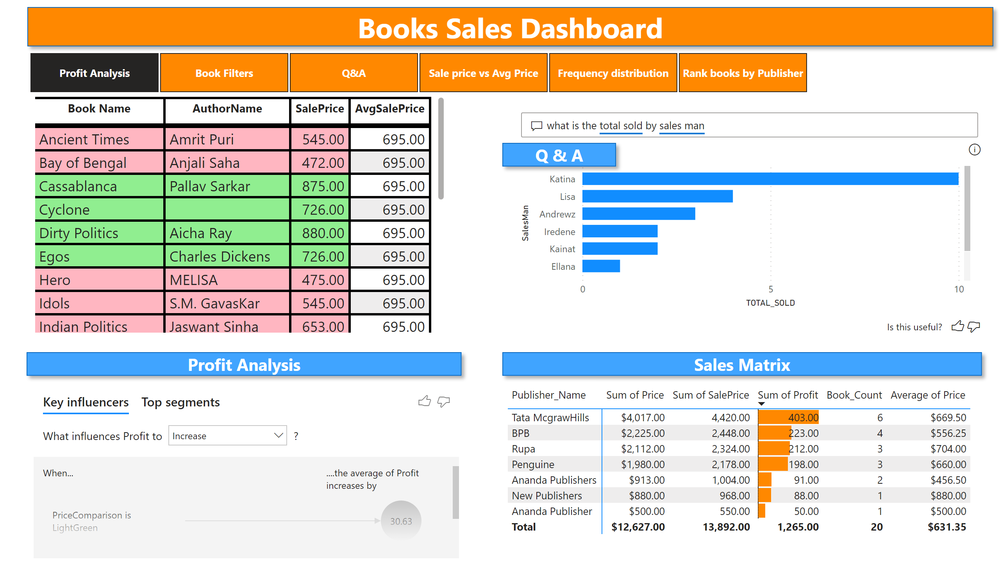 Books Sales Dashboard
Profit Analysis Book Filters Q&A Sale price vs Avg Price Frequency distribution Rank books by Publisher
Book Name AuthorName SalePrice AvgSalePrice
Ancient Times Amrit Puri 545.00 695.00
Bay of Bengal Anjali Saha 472.00 695.00
Cassablanca Pallav Sarkar 875.00 695.00
Cyclone 726.00 695.00
Dirty Politics Aicha Ray 880.00 695.00
Egos Charles Dickens 726.00 695.00
Hero MELISA 475.00 695.00
Idols S.M. GavasKar 545.00 695.00
Indian Politics Jaswant Sinha 653.00 695.00
what is the total sold by sales man
Q & A
SalesMan
Katina
Lisa
Andrewz
Iredene
Kainat
Ellana
0 5 10
TOTAL_SOLD
Is this useful?
Profit Analysis
Key influencers Top segments
What influences Profit to Increase ?
When... ....the average of Profit
increases by
PriceComparison is
LightGreen
30.63
Sales Matrix
Publisher_Name Sum of Price Sum of SalePrice Sum of Profit Book_Count Average of Price
Tata McgrawHills $4,017.00 4,420.00 403.00 6 $669.50
BPB $2,225.00 2,448.00 223.00 4 $556.25
Rupa $2,112.00 2,324.00 212.00 3 $704.00
Penguine $1,980.00 2,178.00 198.00 3 $660.00
Ananda Publishers $913.00 1,004.00 91.00 2 $456.50
New Publishers $880.00 968.00 88.00 1 $880.00
Ananda Publisher $500.00 550.00 50.00 1 $500.00
Total $12,627.00 13,892.00 1,265.00 20 $631.35